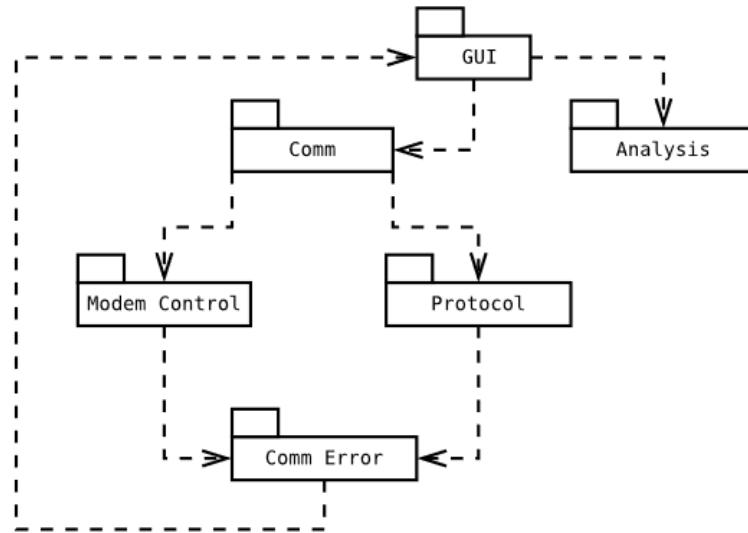 GUI
Comm
Analysis
Modem Control
Protocol
Comm Error